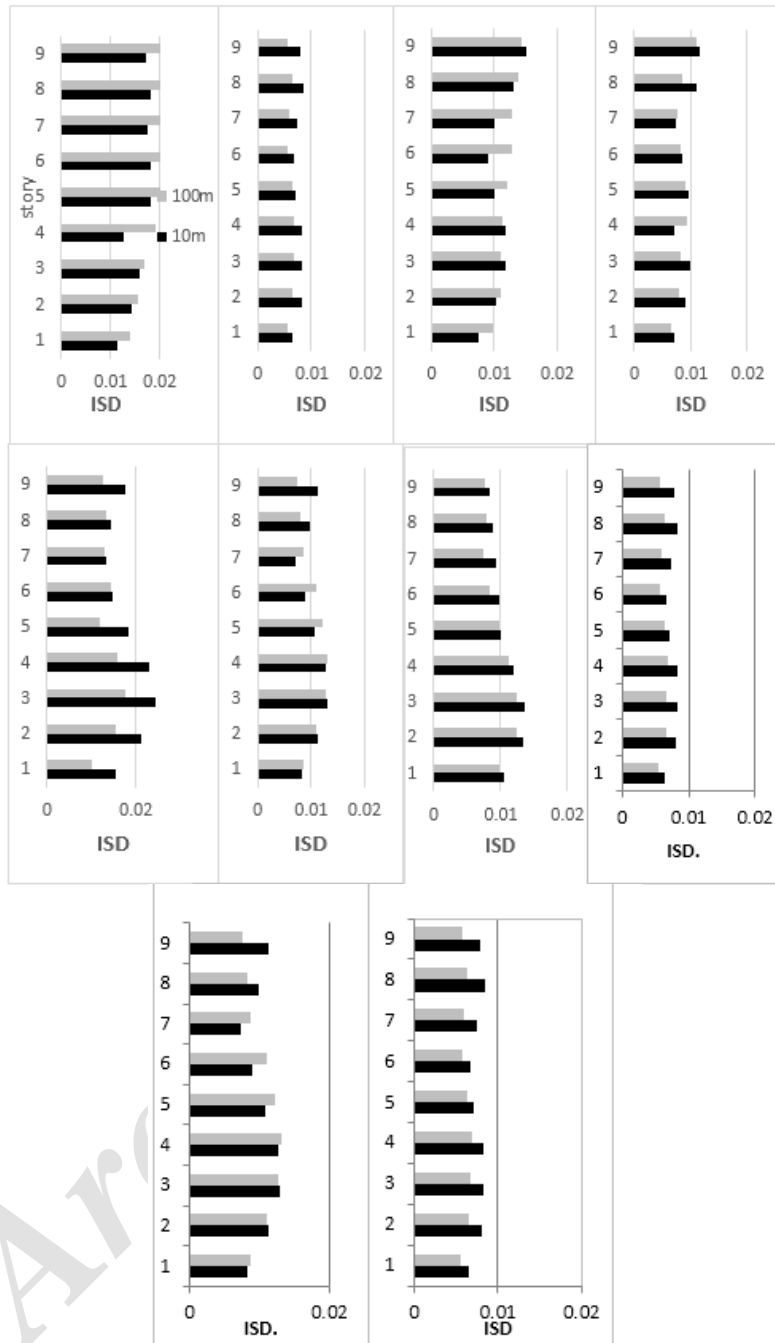 9 9 9 9
8 8 8 8
7 7 7 7
6 6 6 6
story 5 100m 5 5 5
4 10m 4 4 4
3 3 3 3
2 2 2 2
1 1 1 1
0 0.01 0.02 0 0.01 0.02 0 0.01 0.02 0 0.01 0.02
ISD ISD ISD ISD
9 9 9 9
8 8 8 8
7 7 7 7
6 6 6 6
5 5 5 5
4 4 4 4
3 3 3 3
2 2 2 2
1 1 1 1
0 0.02 0 0.01 0.02 0 0.01 0.02 0 0.01 0.02
ISD ISD ISD ISD.
9 9
8 8
7 7
6 6
5 5
4 4
3 3
2 2
1 1
0 0.02 0 0.01 0.02
ISD. ISD